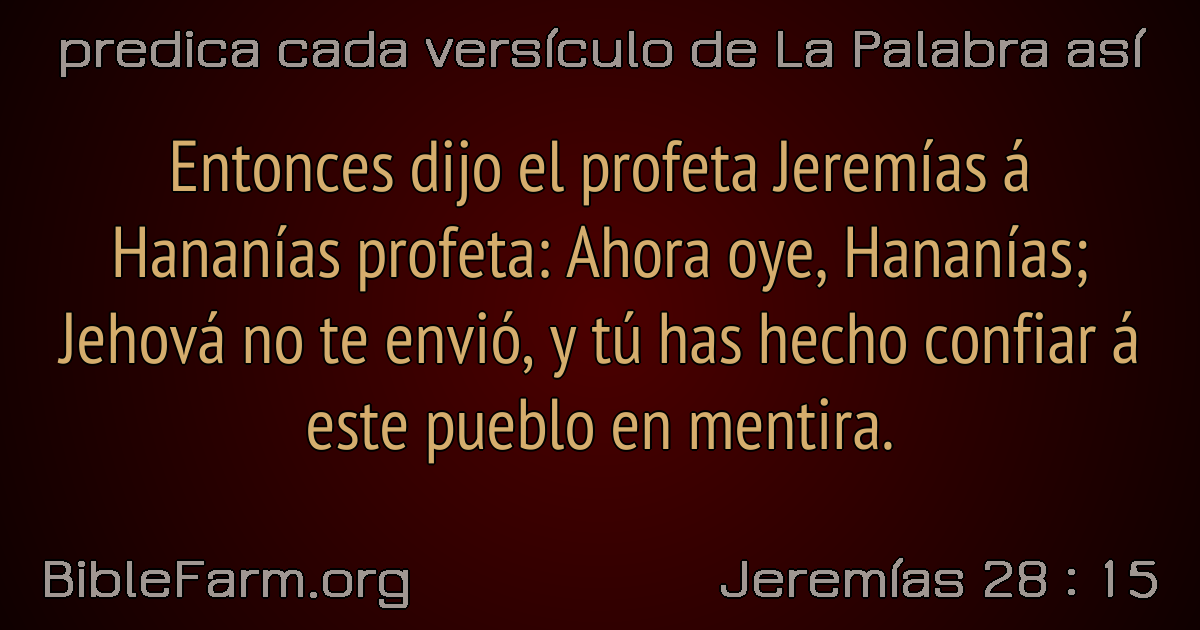 predica cada versículo de La Palabra así
Entonces dijo el profeta Jeremías á
Hananías profeta: Ahora oye, Hananías;
Jehová no te envió, y tú has hecho confiar á
este pueblo en mentira.
BibleFarm.org
Jeremías 28 : 15